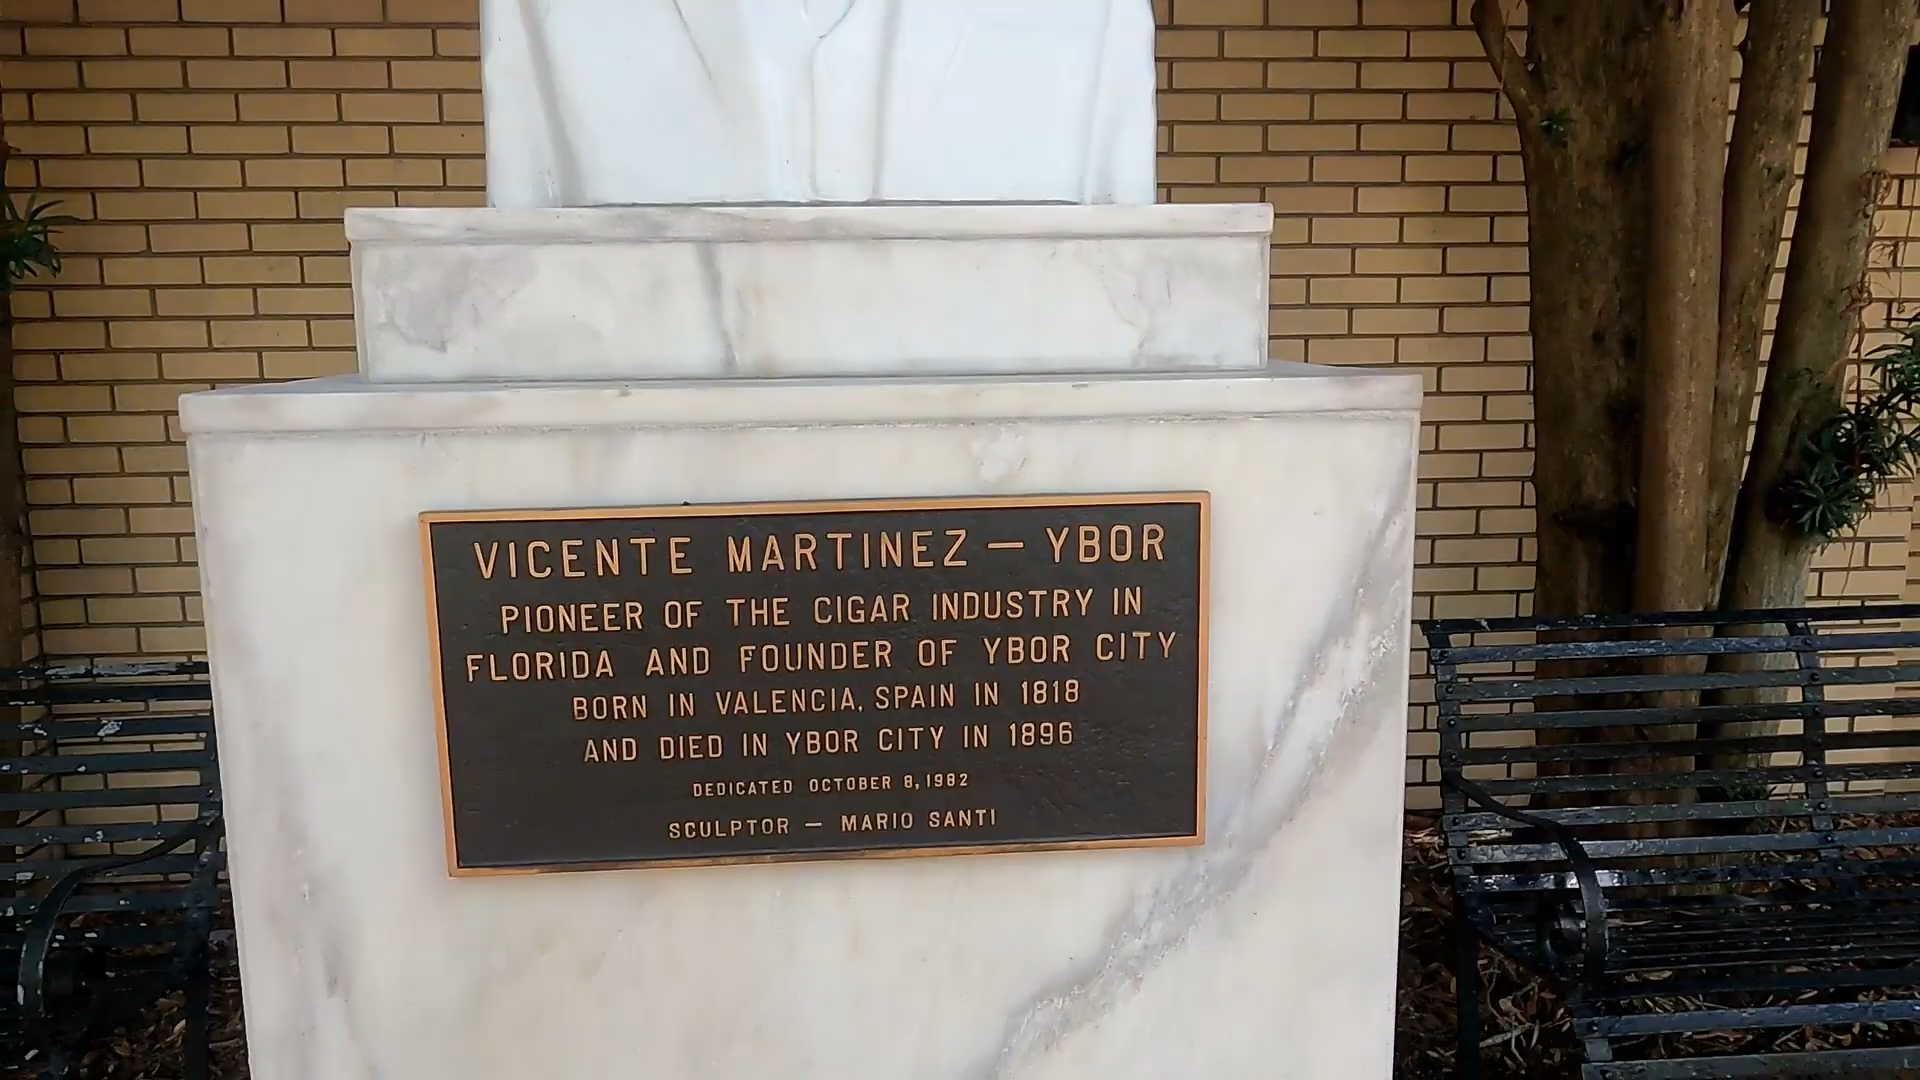 VICENTE MARTINEZ — YBOR
PIONEER OF THE CIGAR INDUSTRY IN
FLORIDA AND FOUNDER OF YBOR CITY
BORN IN VALENCIA, SPAIN IN 1818
AND DIED IN YBOR CITY IN 1896
DEDICATED OCTOBER 8, 1982
SCULPTOR — MARIO SANTI